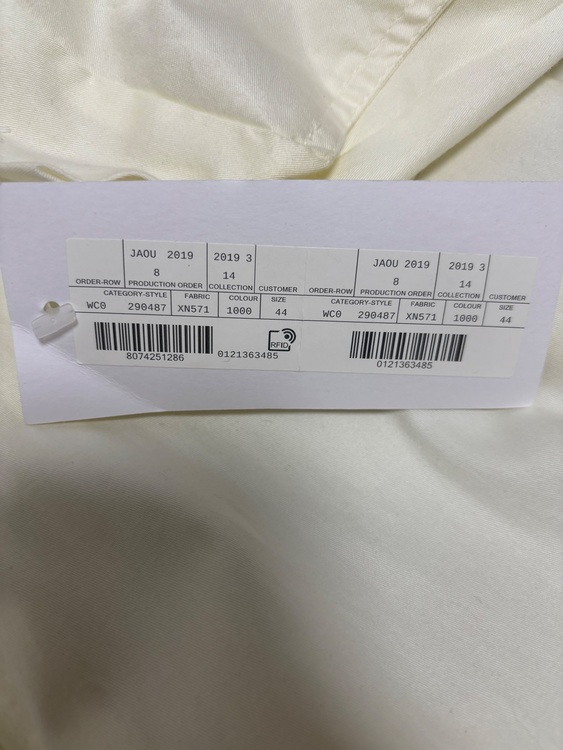 JAOU 2019 2019 3
8 14
ORDER-ROW PRODUCTION ORDER COLLECTION CUSTOMER
CATEGORY-STYLE FABRIC COLOUR SIZE
WC0 290487 XN571 1000 44
8074251286 0121363485 RFID
JAOU 2019 2019 3
8 14
ORDER-ROW PRODUCTION ORDER COLLECTION CUSTOMER
CATEGORY-STYLE FABRIC COLOUR SIZE
WC0 290487 XN571 1000 44
0121363485